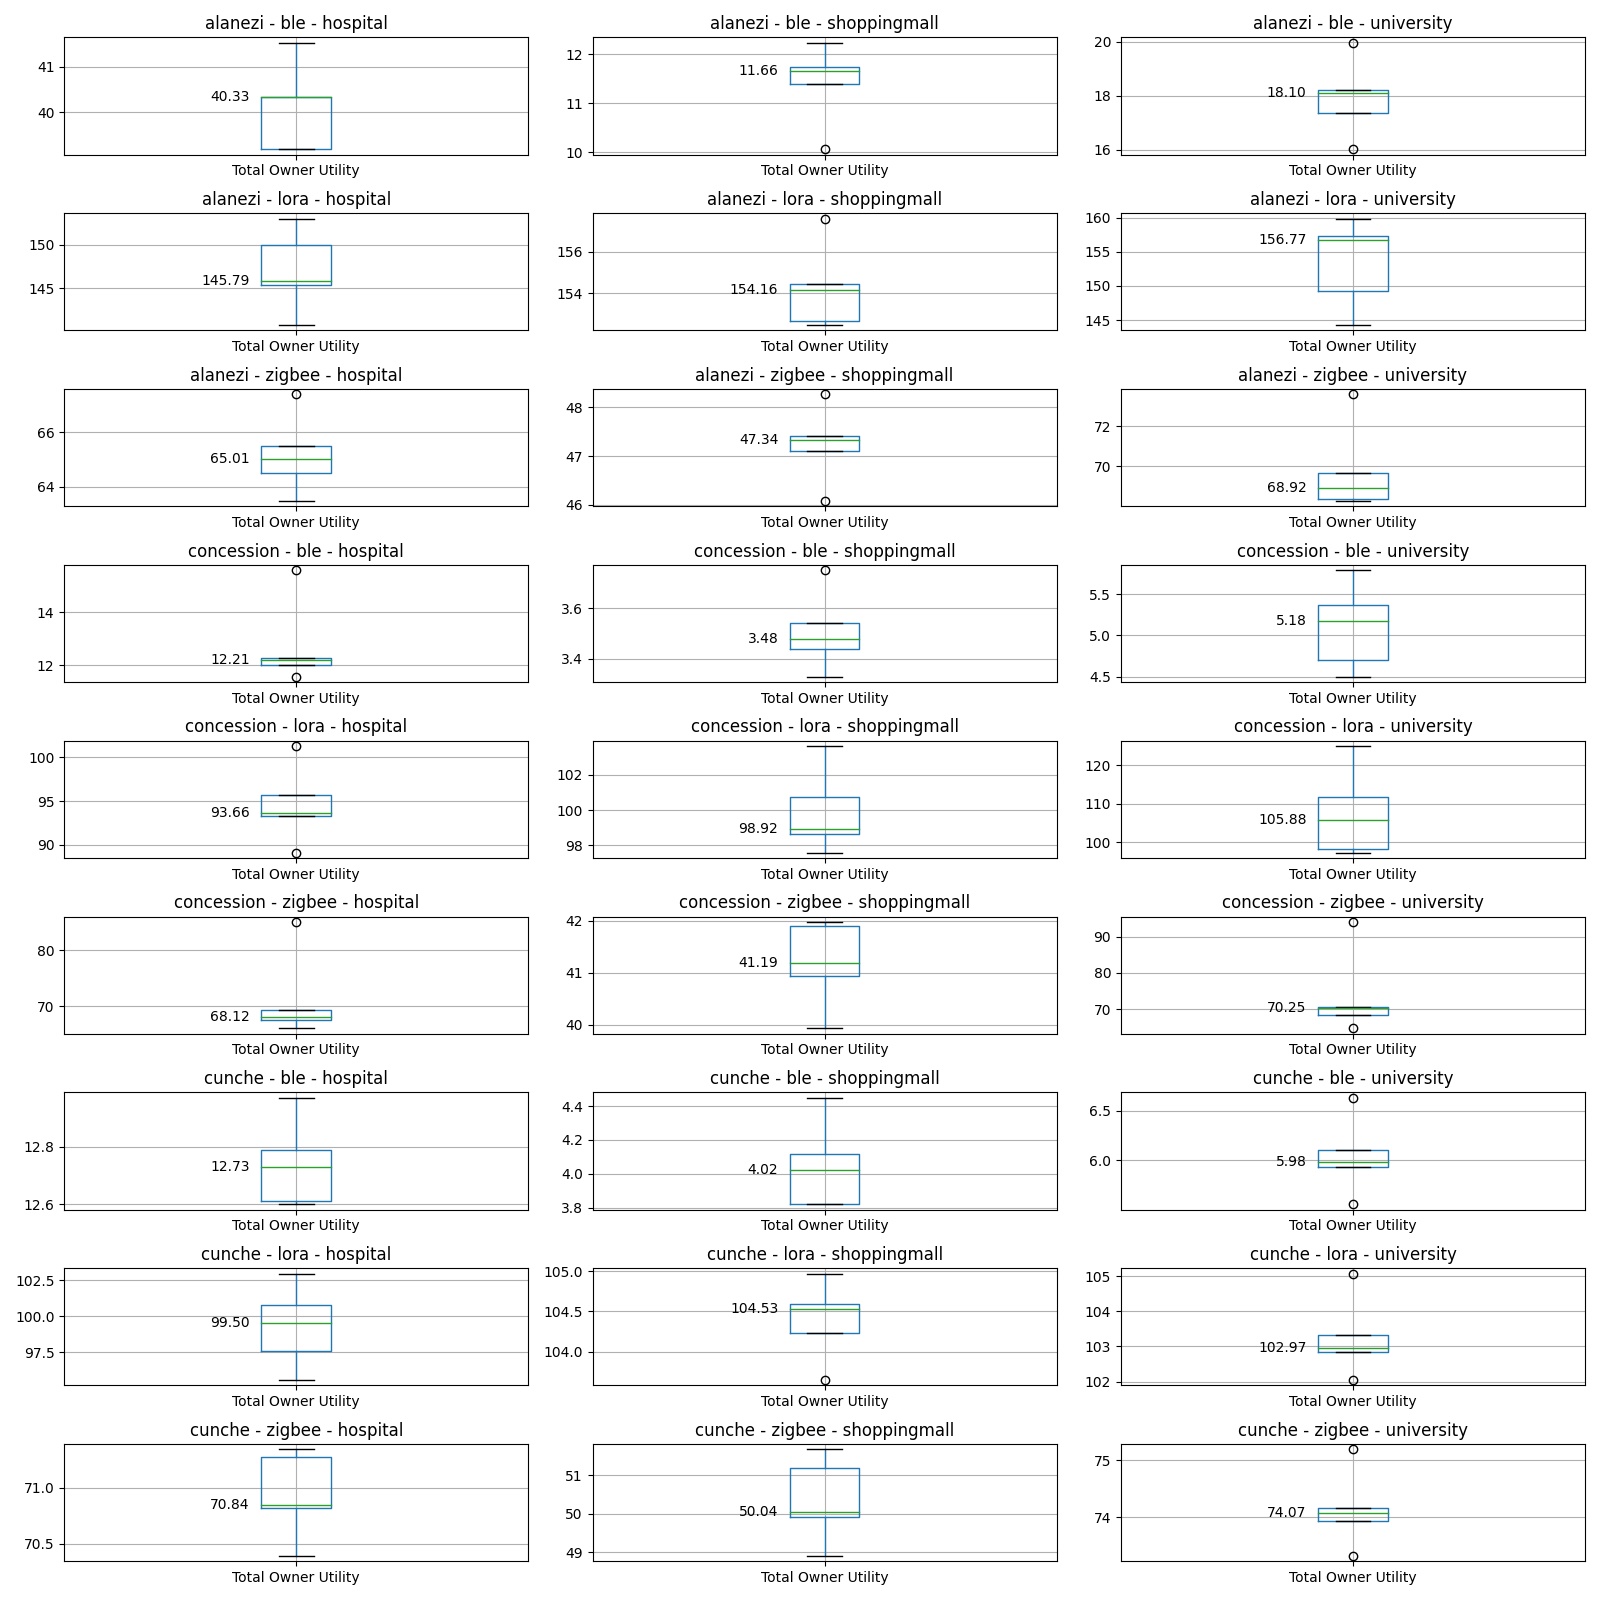 alanezi - ble - hospital
41
40
40.33
Total Owner Utility
alanezi - ble - shoppingmall
12
11
10
11.66
Total Owner Utility
alanezi - ble - university
20
18
16
18.10
Total Owner Utility
alanezi - lora - hospital
150
145
145.79
Total Owner Utility
alanezi - lora - shoppingmall
156
154
154.16
Total Owner Utility
alanezi - lora - university
160
155
150
145
156.77
Total Owner Utility
alanezi - zigbee - hospital
66
64
65.01
Total Owner Utility
alanezi - zigbee - shoppingmall
48
47
46
47.34
Total Owner Utility
alanezi - zigbee - university
72
70
68.92
Total Owner Utility
concession - ble - hospital
14
12
12.21
Total Owner Utility
concession - ble - shoppingmall
3.6
3.4
3.48
Total Owner Utility
concession - ble - university
5.5
5.0
4.5
5.18
Total Owner Utility
concession - lora - hospital
100
95
90
93.66
Total Owner Utility
concession - lora - shoppingmall
102
100
98
98.92
Total Owner Utility
concession - lora - university
120
110
100
105.88
Total Owner Utility
concession - zigbee - hospital
80
70
68.12
Total Owner Utility
concession - zigbee - shoppingmall
42
41
40
41.19
Total Owner Utility
concession - zigbee - university
90
80
70
70.25
Total Owner Utility
cunche - ble - hospital
12.8
12.6
12.73
Total Owner Utility
cunche - ble - shoppingmall
4.4
4.2
4.0
3.8
4.02
Total Owner Utility
cunche - ble - university
6.5
6.0
5.98
Total Owner Utility
cunche - lora - hospital
102.5
100.0
97.5
99.50
Total Owner Utility
cunche - lora - shoppingmall
105.0
104.5
104.0
104.53
Total Owner Utility
cunche - lora - university
105
104
103
102
102.97
Total Owner Utility
cunche - zigbee - hospital
71.0
70.5
70.84
Total Owner Utility
cunche - zigbee - shoppingmall
51
50
49
50.04
Total Owner Utility
cunche - zigbee - university
75
74
74.07
Total Owner Utility